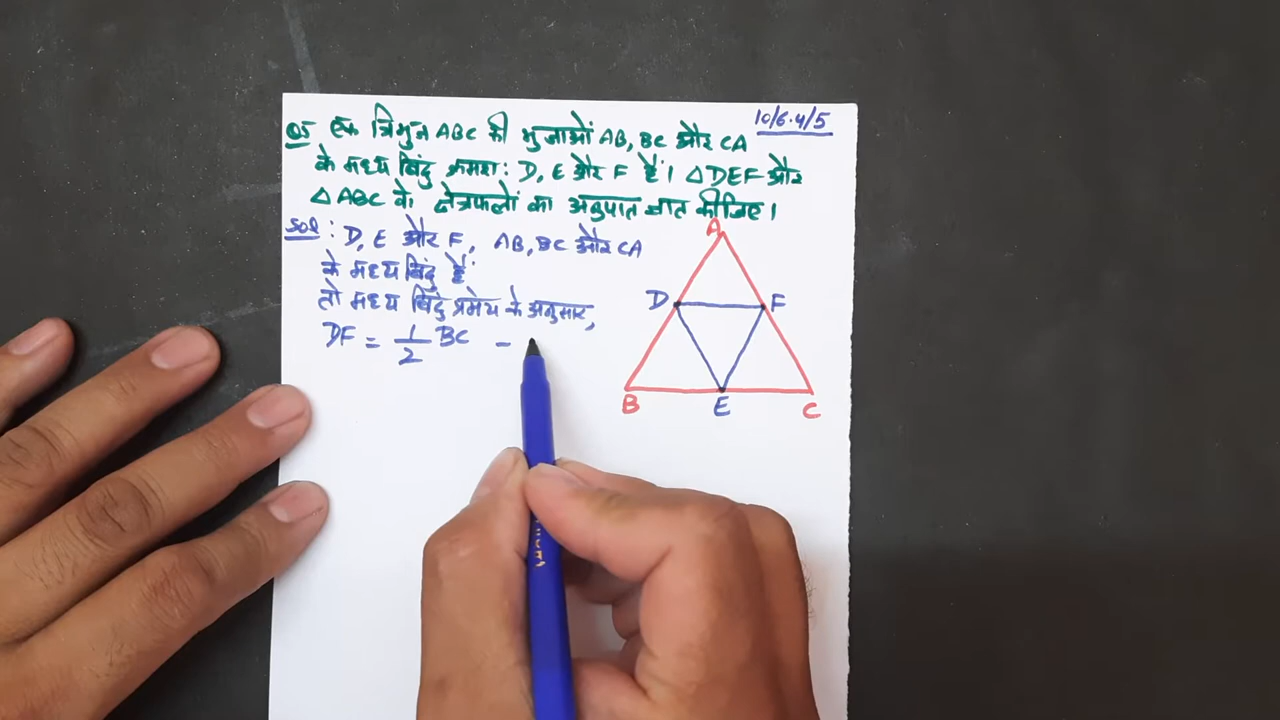 10/6.4/5
Q5 एक त्रिभुज ABC की भुजाओं AB, BC और CA
के मध्य बिंदु क्रमश: D, E और F हैं। △DEF और
△ABC के क्षेत्रफलों का अनुपात ज्ञात कीजिए।
Sol: D, E और F, AB, BC और CA
के मध्य बिंदु हैं
तो मध्य बिंदु प्रमेय के अनुसार,
DF = 1/2 BC -
A
D F
B E C